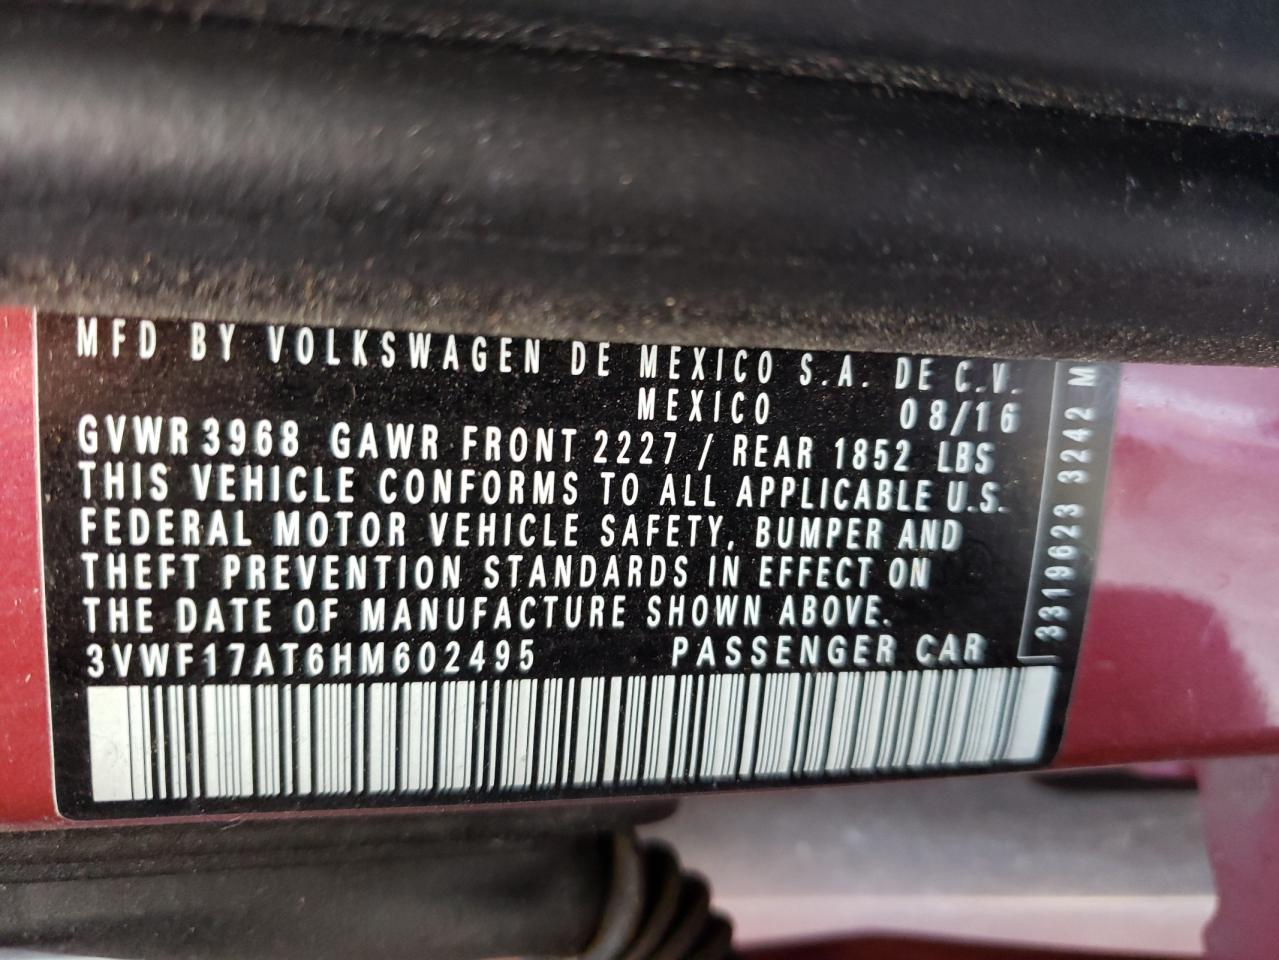 MFD BY VOLKSWAGEN DE MEXICO S.A. DE C.V.
MEXICO 08/16
GVWR 3968 GAWR FRONT 2227 / REAR 1852 LBS
THIS VEHICLE CONFORMS TO ALL APPLICABLE U.S.
FEDERAL MOTOR VEHICLE SAFETY, BUMPER AND
THEFT PREVENTION STANDARDS IN EFFECT ON
THE DATE OF MANUFACTURE SHOWN ABOVE.
3VWF17AT6HM602495 PASSENGER CAR
3319623 3242 M